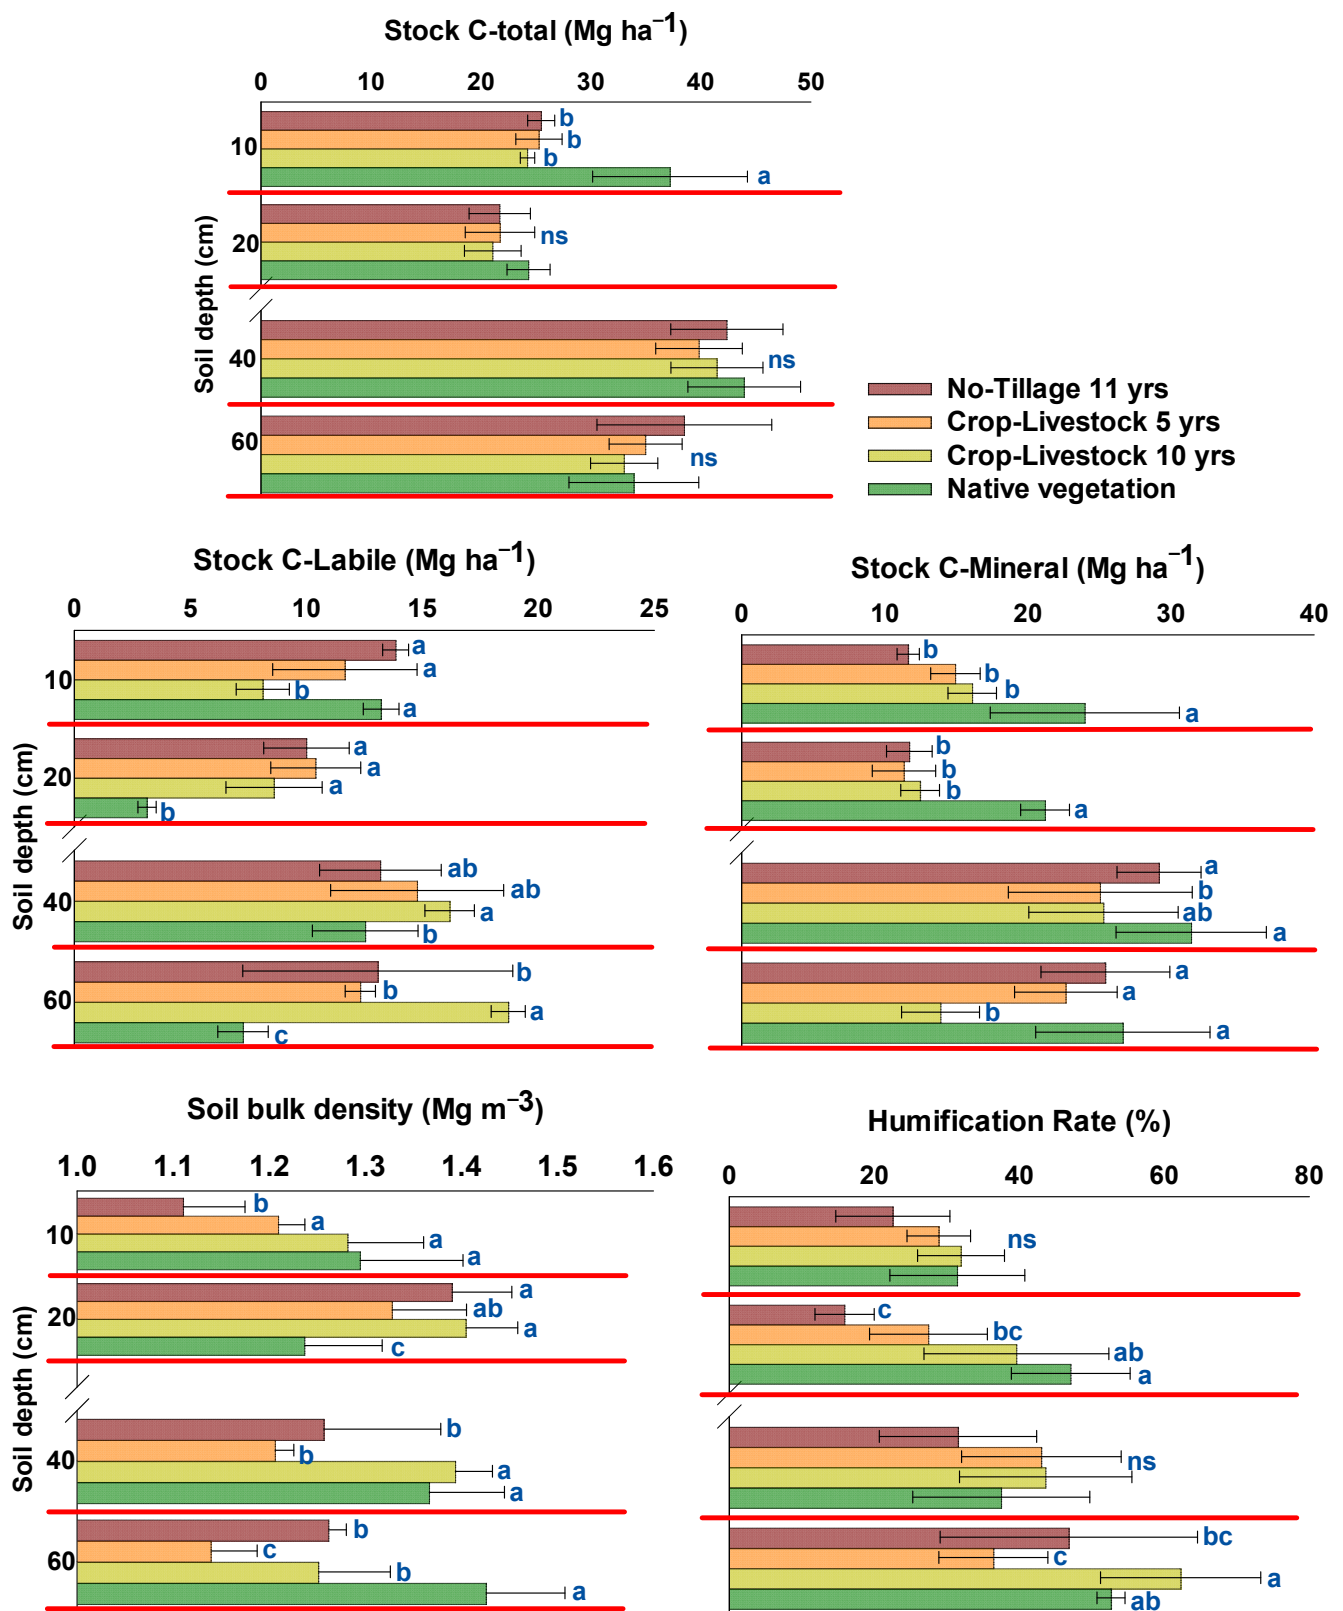 Stock C-total (Mg ha⁻¹)
0 10 20 30 40 50
b
b
10
b
a
20
ns
Soil depth (cm)
40
ns
60
ns
No-Tillage 11 yrs
Crop-Livestock 5 yrs
Crop-Livestock 10 yrs
Native vegetation
Stock C-Labile (Mg ha⁻¹)
0 5 10 15 20 25
a
a
10
b
a
a
20
a
a
b
Soil depth (cm)
ab
ab
40
a
b
b
60
b
a
c
Stock C-Mineral (Mg ha⁻¹)
0 10 20 30 40
b
b
b
a
b
b
b
a
a
b
ab
a
a
a
b
a
Soil bulk density (Mg m⁻³)
1.0 1.1 1.2 1.3 1.4 1.5 1.6
b
10
a
a
a
a
20
ab
a
c
Soil depth (cm)
b
40
b
a
a
b
60
c
b
a
Humification Rate (%)
0 20 40 60 80
ns
c
bc
ab
a
ns
bc
c
a
ab